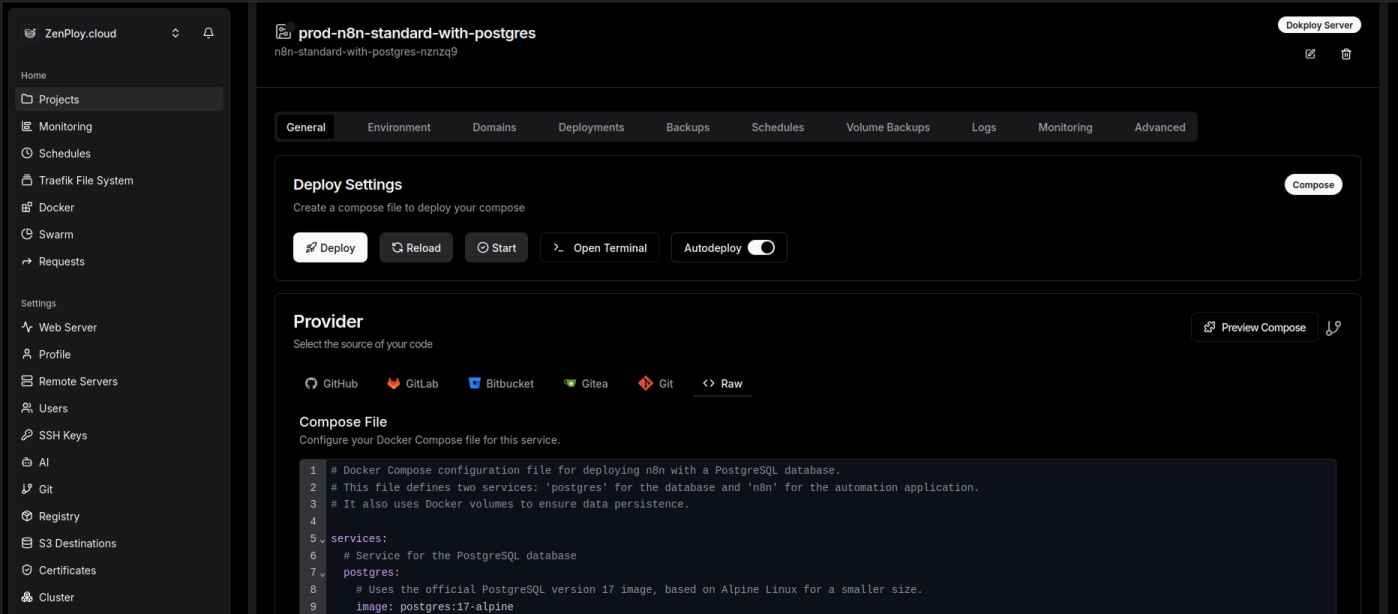 ZenPloy.cloud
Home
Projects
Monitoring
Schedules
Traefik File System
Docker
Swarm
Requests
Settings
Web Server
Profile
Remote Servers
Users
SSH Keys
AI
Git
Registry
S3 Destinations
Certificates
Cluster
prod-n8n-standard-with-postgres
n8n-standard-with-postgres-nznzq9
Dokploy Server
General Environment Domains Deployments Backups Schedules Volume Backups Logs Monitoring Advanced
Deploy Settings
Compose
Create a compose file to deploy your compose
Deploy Reload Start Open Terminal Autodeploy
Provider
Select the source of your code
Preview Compose
GitHub GitLab Bitbucket Gitea Git Raw
Compose File
Configure your Docker Compose file for this service.
1 # Docker Compose configuration file for deploying n8n with a PostgreSQL database.
2 # This file defines two services: 'postgres' for the database and 'n8n' for the automation application.
3 # It also uses Docker volumes to ensure data persistence.
4
5 services:
6 # Service for the PostgreSQL database
7 postgres:
8 # Uses the official PostgreSQL version 17 image, based on Alpine Linux for a smaller size.
9 image: postgres:17-alpine